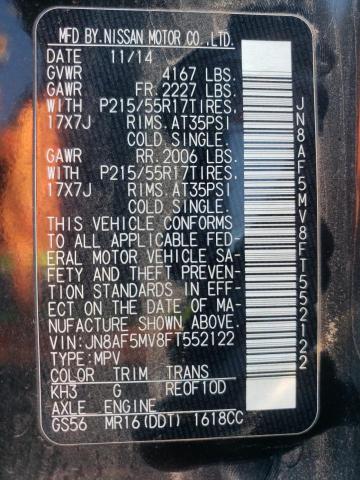 MFD BY.NISSAN MOTOR CO.,LTD.
DATE 11/14
GVWR 4167 LBS.
GAWR FR.2227 LBS.
WITH P215/55R17TIRES.
17X7J RIMS.AT35PSI
COLD SINGLE.
GAWR RR.2006 LBS.
WITH P215/55R17TIRES.
17X7J RIMS.AT35PSI
COLD SINGLE.
THIS VEHICLE CONFORMS
TO ALL APPLICABLE FED-
ERAL MOTOR VEHICLE SA-
FETY AND THEFT PREVEN-
TION STANDARDS IN EFF-
ECT ON THE DATE OF MA-
NUFACTURE SHOWN ABOVE.
VIN:JN8AF5MV8FT552122
TYPE:MPV
COLOR TRIM TRANS
KH3 G RE0F10D
AXLE ENGINE
GS56 MR16(DDT) 1618CC
JN8AF5MV8FT552122